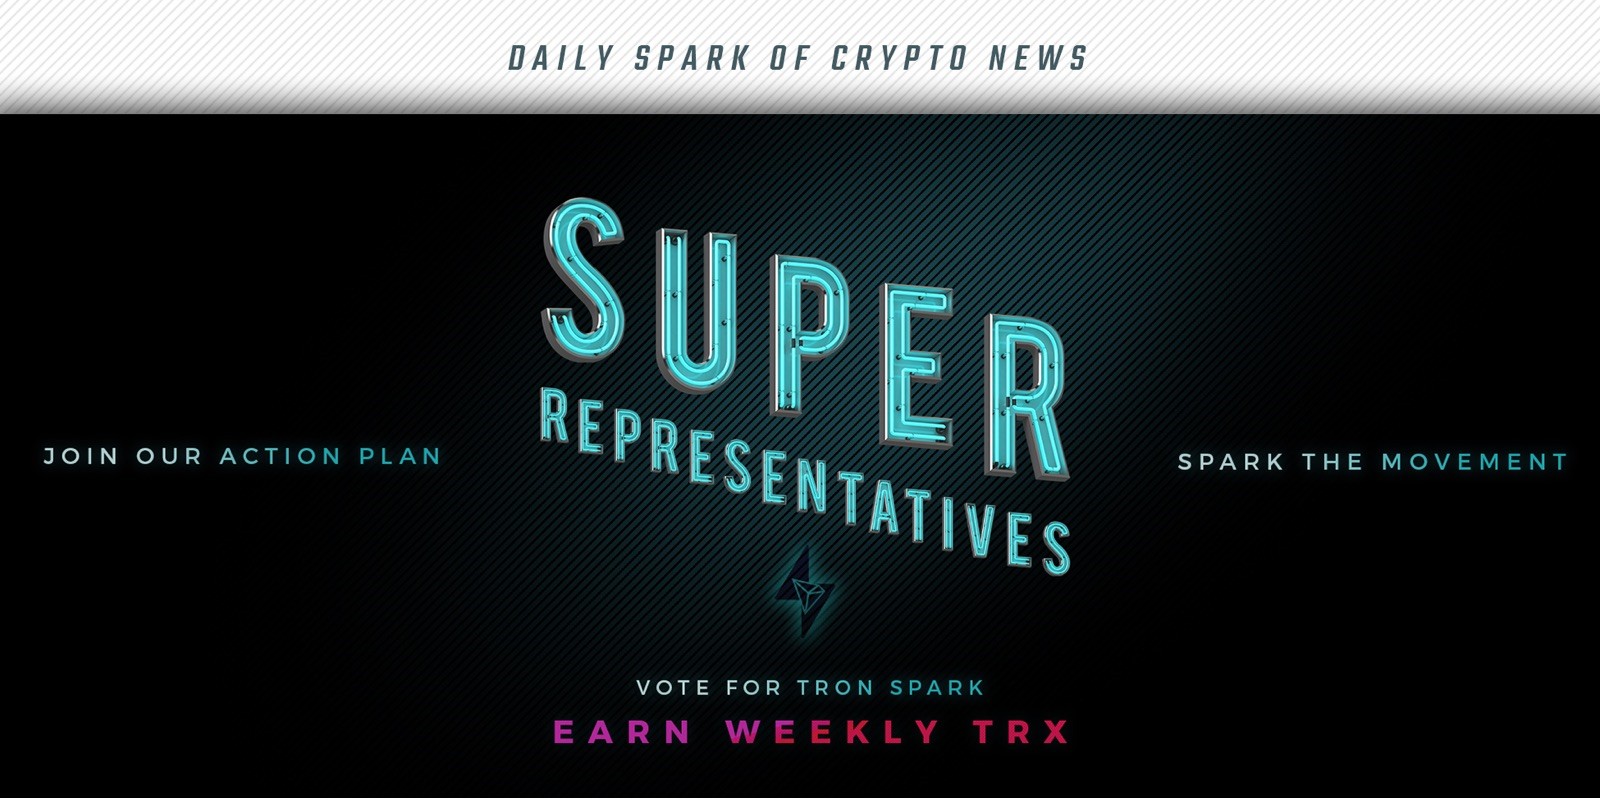 DAILY SPARK OF CRYPTO NEWS
SUPER
REPRESENTATIVES
JOIN OUR ACTION PLAN
SPARK THE MOVEMENT
VOTE FOR TRON SPARK
EARN WEEKLY TRX